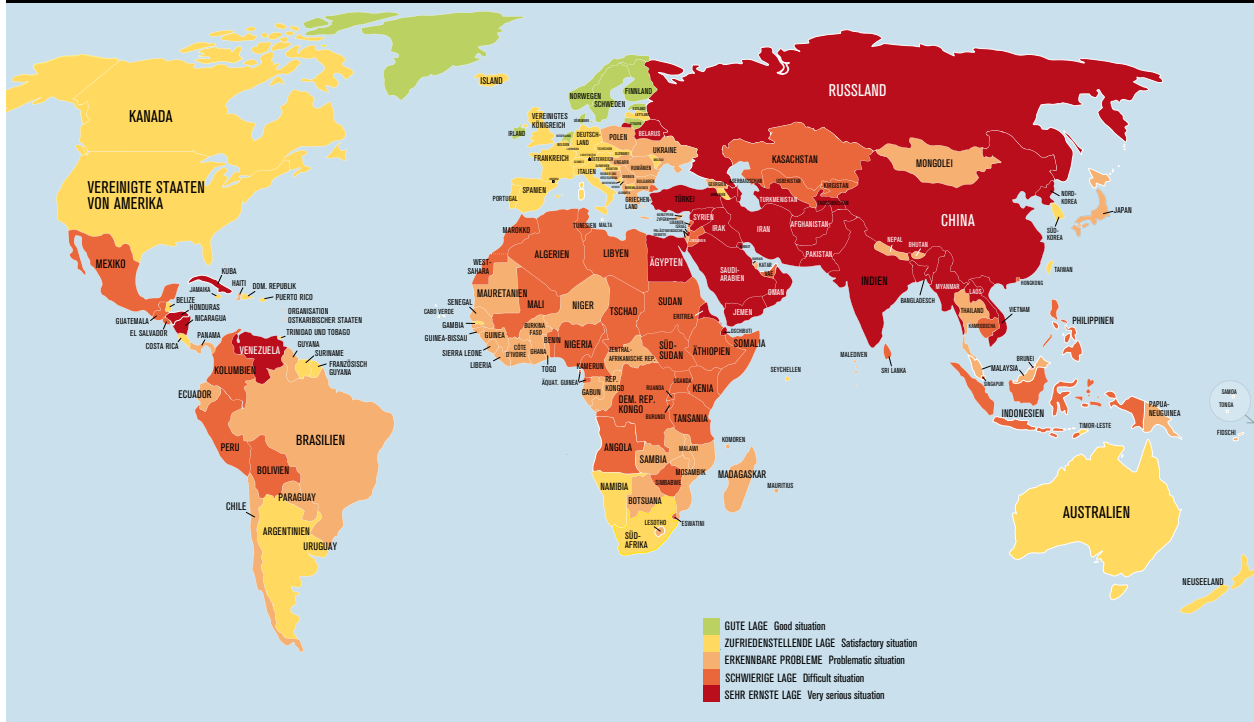 KANADA
VEREINIGTE STAATEN
VON AMERIKA
MEXIKO
KUBA
JAMAIKA
HAITI
DOM. REPUBLIK
PUERTO RICO
BELIZE
HONDURAS
NICARAGUA
GUATEMALA
EL SALVADOR
COSTA RICA
PANAMA
ORGANISATION
OSTKARIBISCHER STAATEN
TRINIDAD UND TOBAGO
GUYANA
SURINAME
FRANZÖSISCH
GUYANA
VENEZUELA
KOLUMBIEN
ECUADOR
PERU
BRASILIEN
BOLIVIEN
PARAGUAY
CHILE
ARGENTINIEN
URUGUAY
ISLAND
NORWEGEN
SCHWEDEN
FINNLAND
VEREINIGTES
KÖNIGREICH
IRLAND
DEUTSCH-
LAND
POLEN
BELARUS
UKRAINE
FRANKREICH
ÖSTERREICH
UNGARN
RUMÄNIEN
ITALIEN
SPANIEN
PORTUGAL
GRIECHEN-
LAND
MALTA
TÜRKEI
GEORGIEN
RUSSLAND
KASACHSTAN
USBEKISTAN
KIRGISTAN
TURKMENISTAN
MONGOLEI
CHINA
NORD-
KOREA
SÜD-
KOREA
JAPAN
TAIWAN
HONGKONG
SYRIEN
IRAK
IRAN
AFGHANISTAN
PAKISTAN
KATAR
SAUDI-
ARABIEN
OMAN
JEMEN
INDIEN
NEPAL
BHUTAN
BANGLADESCH
MYANMAR
LAOS
THAILAND
VIETNAM
KAMBODSCHA
PHILIPPINEN
MALEDIVEN
SRI LANKA
BRUNEI
MALAYSIA
SINGAPUR
INDONESIEN
TIMOR-LESTE
PAPUA-
NEUGUINEA
SAMOA
TONGA
FIDSCHI
AUSTRALIEN
NEUSEELAND
MAROKKO
TUNESIEN
ALGERIEN
LIBYEN
ÄGYPTEN
WEST-
SAHARA
MAURETANIEN
MALI
NIGER
TSCHAD
SUDAN
ERITREA
DSCHIBUTI
SENEGAL
CABO VERDE
GAMBIA
GUINEA-BISSAU
GUINEA
SIERRA LEONE
LIBERIA
CÔTE
D'IVOIRE
BURKINA
FASO
GHANA
TOGO
BENIN
NIGERIA
KAMERUN
ÄQUAT. GUINEA
GABUN
REP.
KONGO
ZENTRAL-
AFRIKANISCHE REP.
SÜD-
SUDAN
ÄTHIOPIEN
SOMALIA
UGANDA
KENIA
RUANDA
BURUNDI
DEM. REP.
KONGO
TANSANIA
SEYCHELLEN
ANGOLA
SAMBIA
MALAWI
KOMOREN
MOSAMBIK
SIMBABWE
MADAGASKAR
MAURITIUS
NAMIBIA
BOTSUANA
LESOTHO
ESWATINI
SÜD-
AFRIKA
GUTE LAGE Good situation
ZUFRIEDENSTELLENDE LAGE Satisfactory situation
ERKENNBARE PROBLEME Problematic situation
SCHWIERIGE LAGE Difficult situation
SEHR ERNSTE LAGE Very serious situation